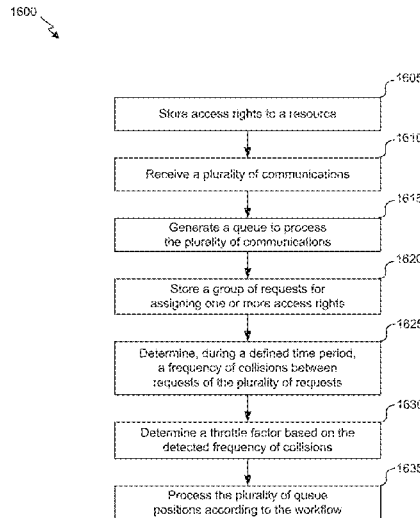 1600
1605
Store access rights to a resource
1610
Receive a plurality of communications
1615
Generate a queue to process
the plurality of communications
1620
Store a group of requests for
assigning one or more access rights
1625
Determine, during a defined time period,
a frequency of collisions between
requests of the plurality of requests
1630
Determine a throttle factor based on the
detected frequency of collisions
1635
Process the plurality of queue
positions according to the workflow